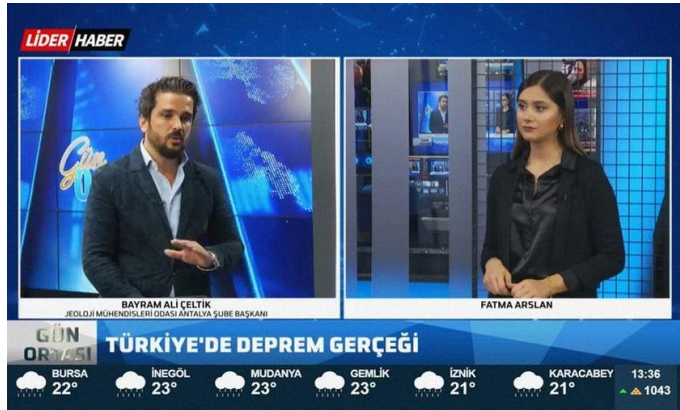 LİDER HABER
Gün
BAYRAM ALİ ÇELTİK
JEOLOJİ MÜHENDİSLERİ ODASI ANTALYA ŞUBE BAŞKANI
FATMA ARSLAN
GÜN
ORTASI
TÜRKİYE'DE DEPREM GERÇEĞİ
BURSA
22°
İNEGÖL
23°
MUDANYA
23°
GEMLİK
23°
İZNİK
21°
KARACABEY
21°
13:36
1043